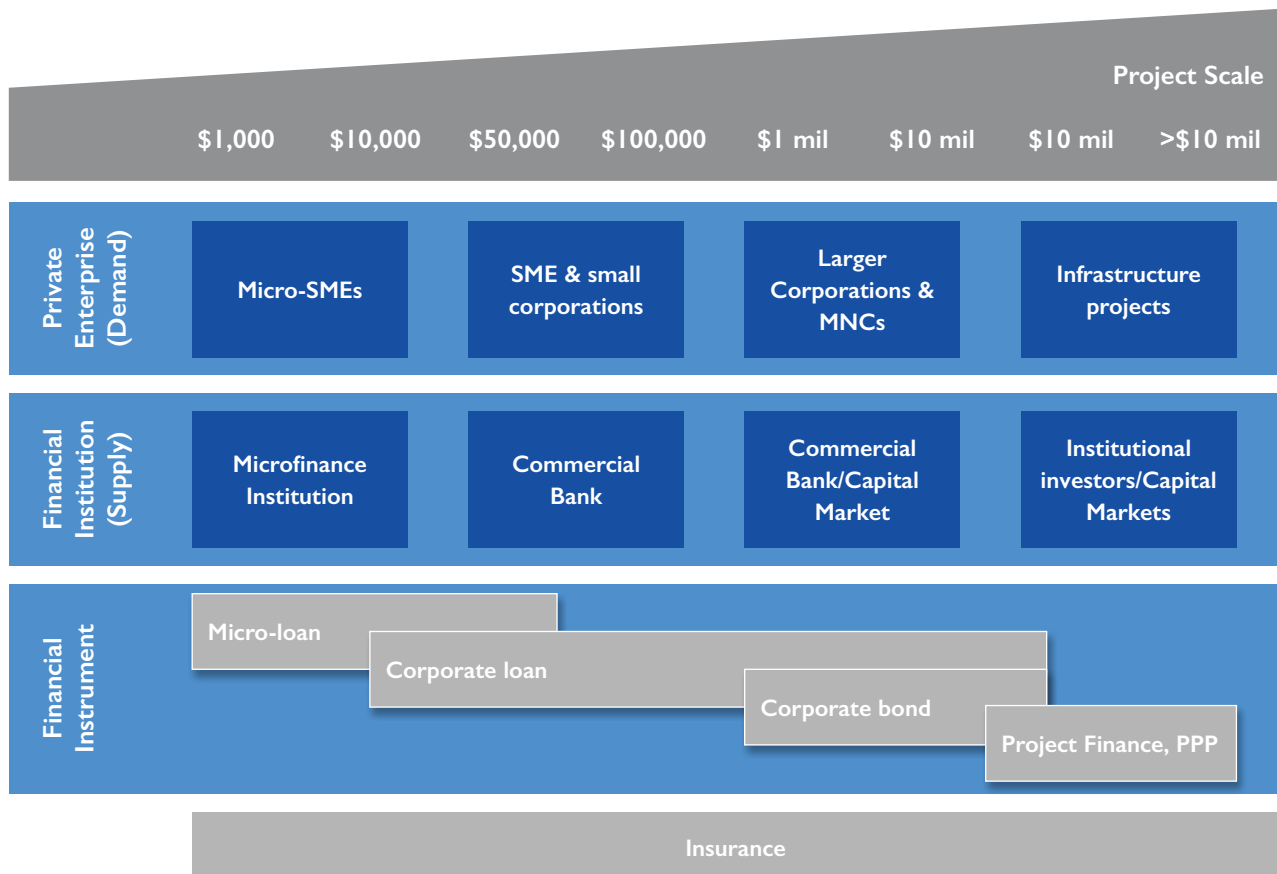 Project Scale
$1,000 $10,000 $50,000 $100,000 $1 mil $10 mil $10 mil >$10 mil
Private
Enterprise
(Demand)
Micro-SMEs
SME & small
corporations
Larger
Corporations &
MNCs
Infrastructure
projects
Financial
Institution
(Supply)
Microfinance
Institution
Commercial
Bank
Commercial
Bank/Capital
Market
Institutional
investors/Capital
Markets
Financial
Instrument
Micro-loan
Corporate loan
Corporate bond
Project Finance, PPP
Insurance